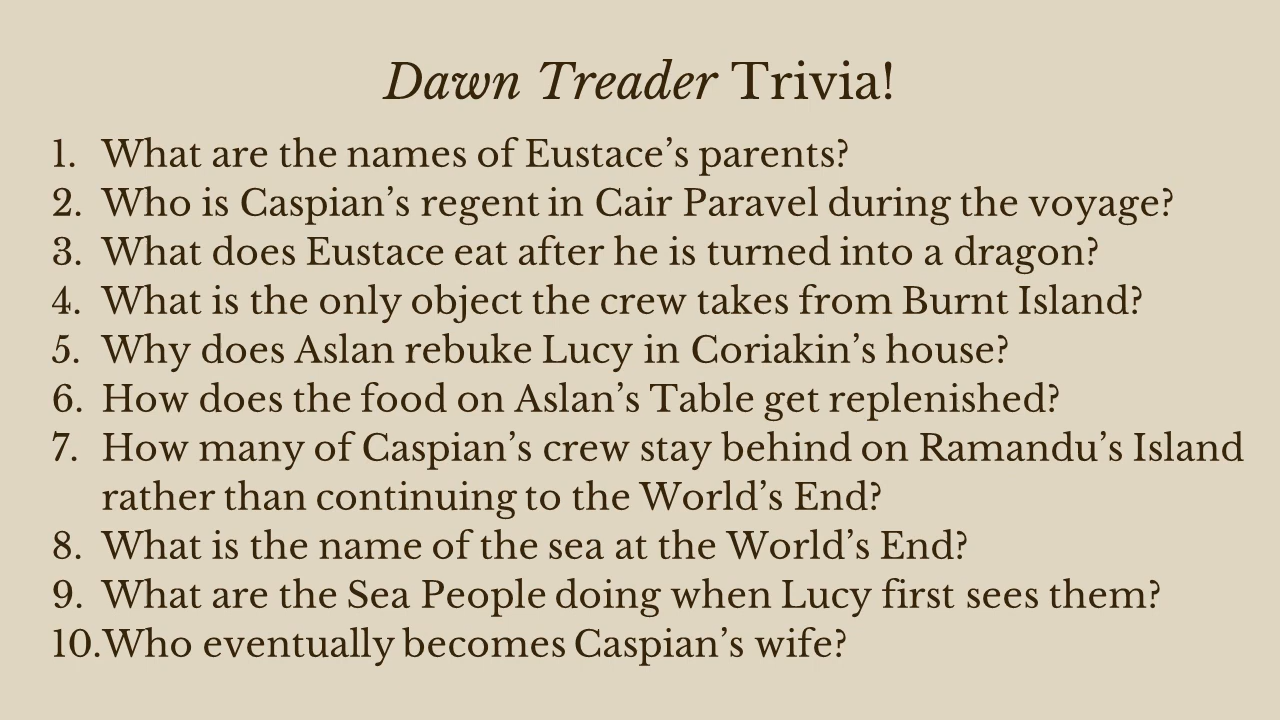 Dawn Treader Trivia!
1. What are the names of Eustace’s parents?
2. Who is Caspian’s regent in Cair Paravel during the voyage?
3. What does Eustace eat after he is turned into a dragon?
4. What is the only object the crew takes from Burnt Island?
5. Why does Aslan rebuke Lucy in Coriakin’s house?
6. How does the food on Aslan’s Table get replenished?
7. How many of Caspian’s crew stay behind on Ramandu’s Island
rather than continuing to the World’s End?
8. What is the name of the sea at the World’s End?
9. What are the Sea People doing when Lucy first sees them?
10.Who eventually becomes Caspian’s wife?